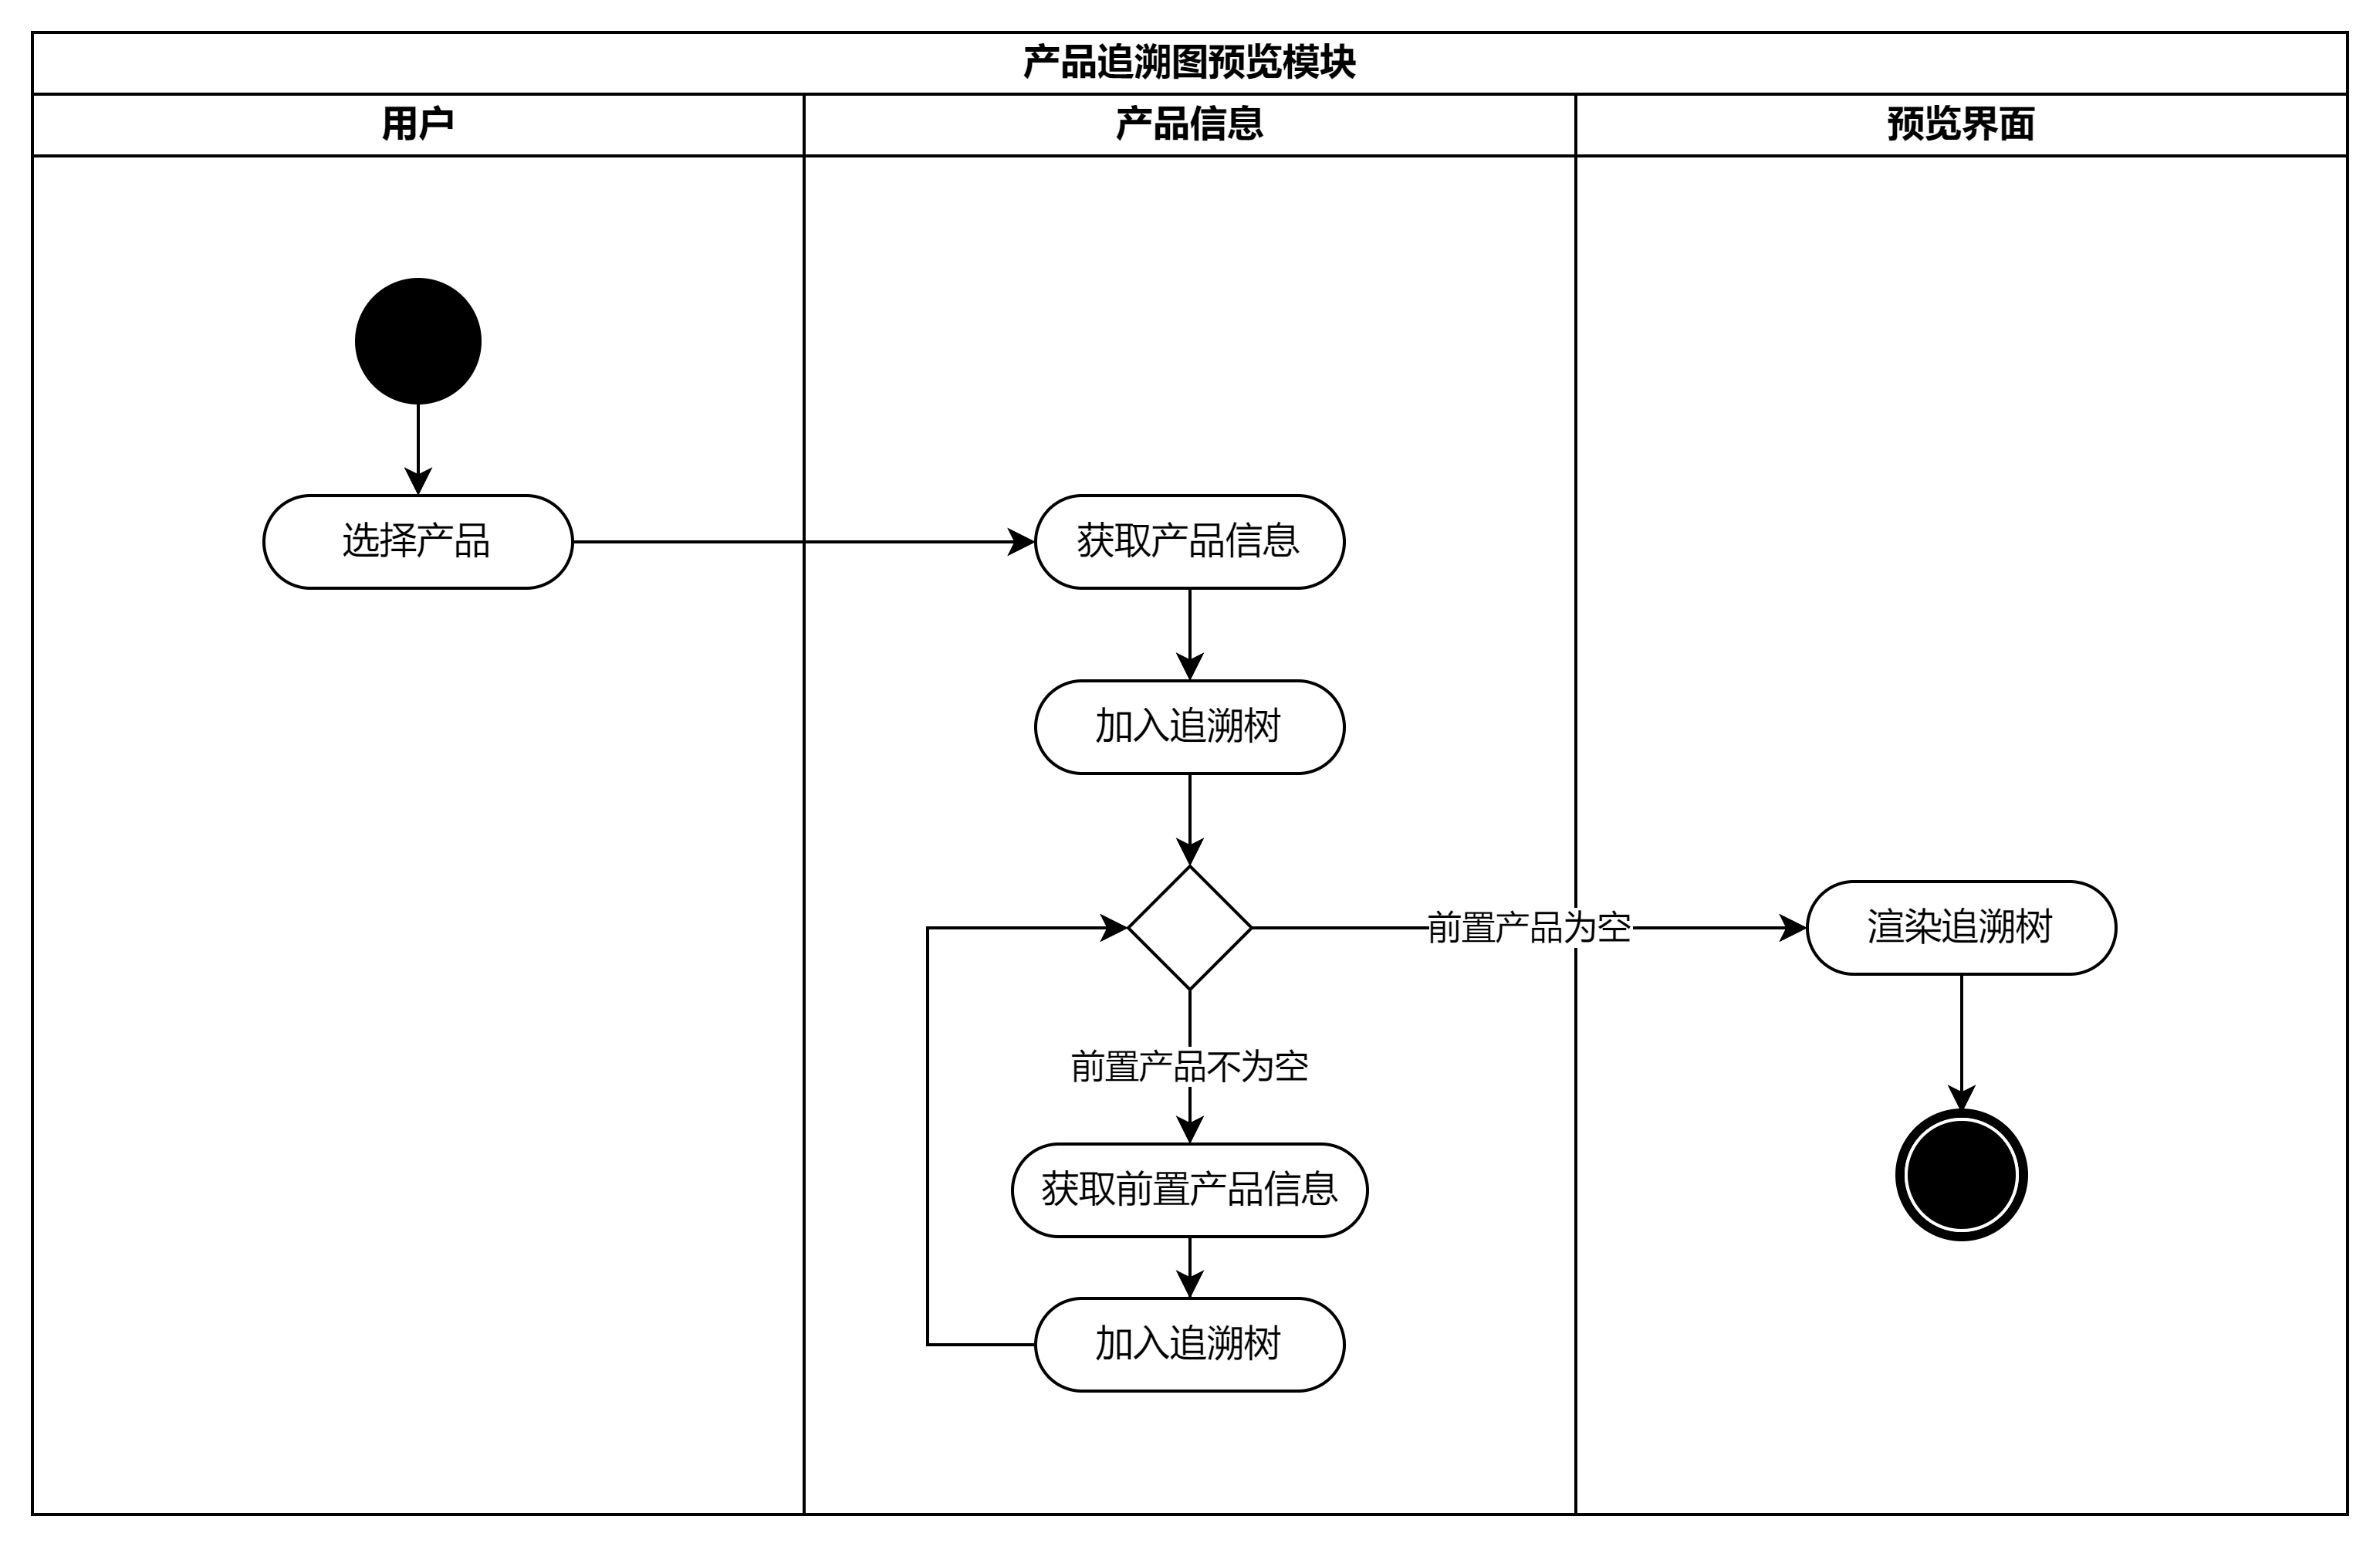 产品追溯图预览模块
用户
产品信息
预览界面
选择产品
获取产品信息
加入追溯树
前置产品为空
渲染追溯树
前置产品不为空
获取前置产品信息
加入追溯树